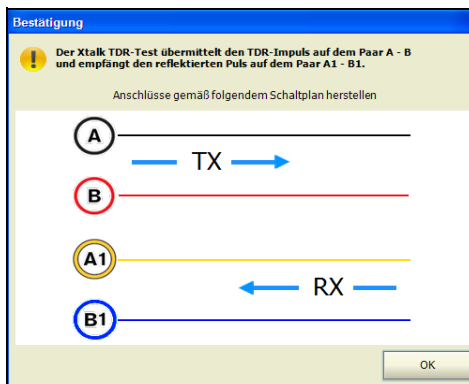 Bestätigung
Der Xtalk TDR-Test übermittelt den TDR-Impuls auf dem Paar A - B
und empfängt den reflektierten Puls auf dem Paar A1 - B1.
Anschlüsse gemäß folgendem Schaltplan herstellen
A
TX
B
A1
RX
B1
OK